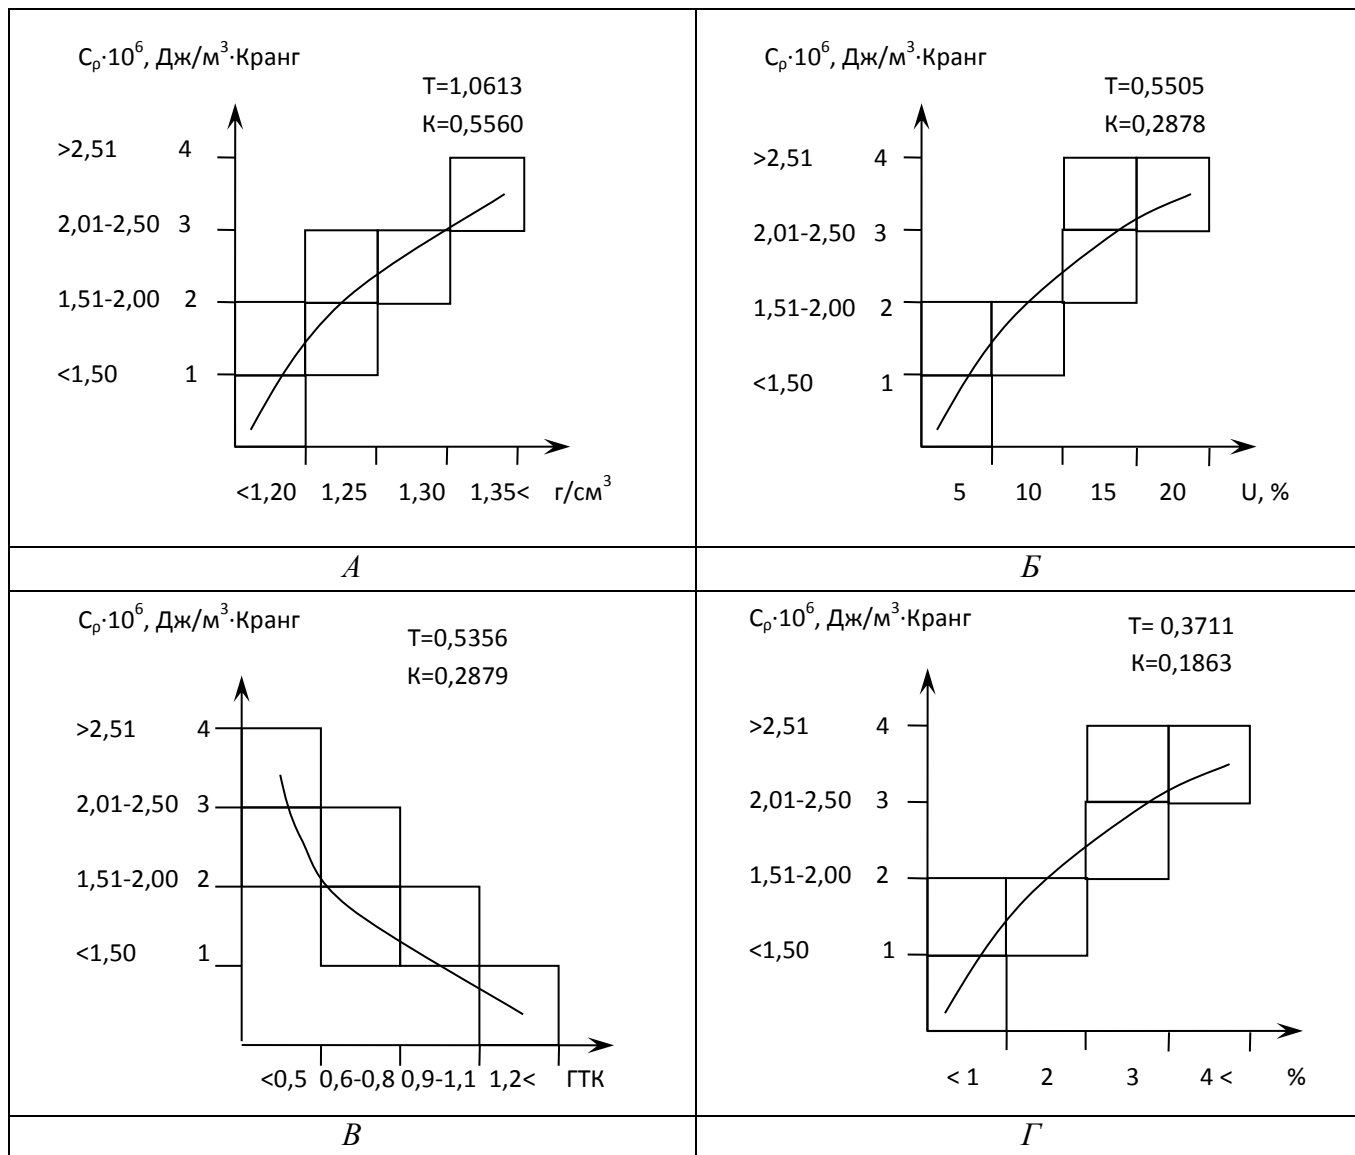 Cρ·10⁶, Дж/м³·Кранг
T=1,0613
K=0,5560
>2,51 4
2,01-2,50 3
1,51-2,00 2
<1,50 1
<1,20 1,25 1,30 1,35< г/см³
А
Cρ·10⁶, Дж/м³·Кранг
T=0,5505
K=0,2878
>2,51 4
2,01-2,50 3
1,51-2,00 2
<1,50 1
5 10 15 20 U, %
Б
Cρ·10⁶, Дж/м³·Кранг
T=0,5356
K=0,2879
>2,51 4
2,01-2,50 3
1,51-2,00 2
<1,50 1
<0,5 0,6-0,8 0,9-1,1 1,2< ГТК
В
Cρ·10⁶, Дж/м³·Кранг
T= 0,3711
K=0,1863
>2,51 4
2,01-2,50 3
1,51-2,00 2
<1,50 1
< 1 2 3 4 < %
Г